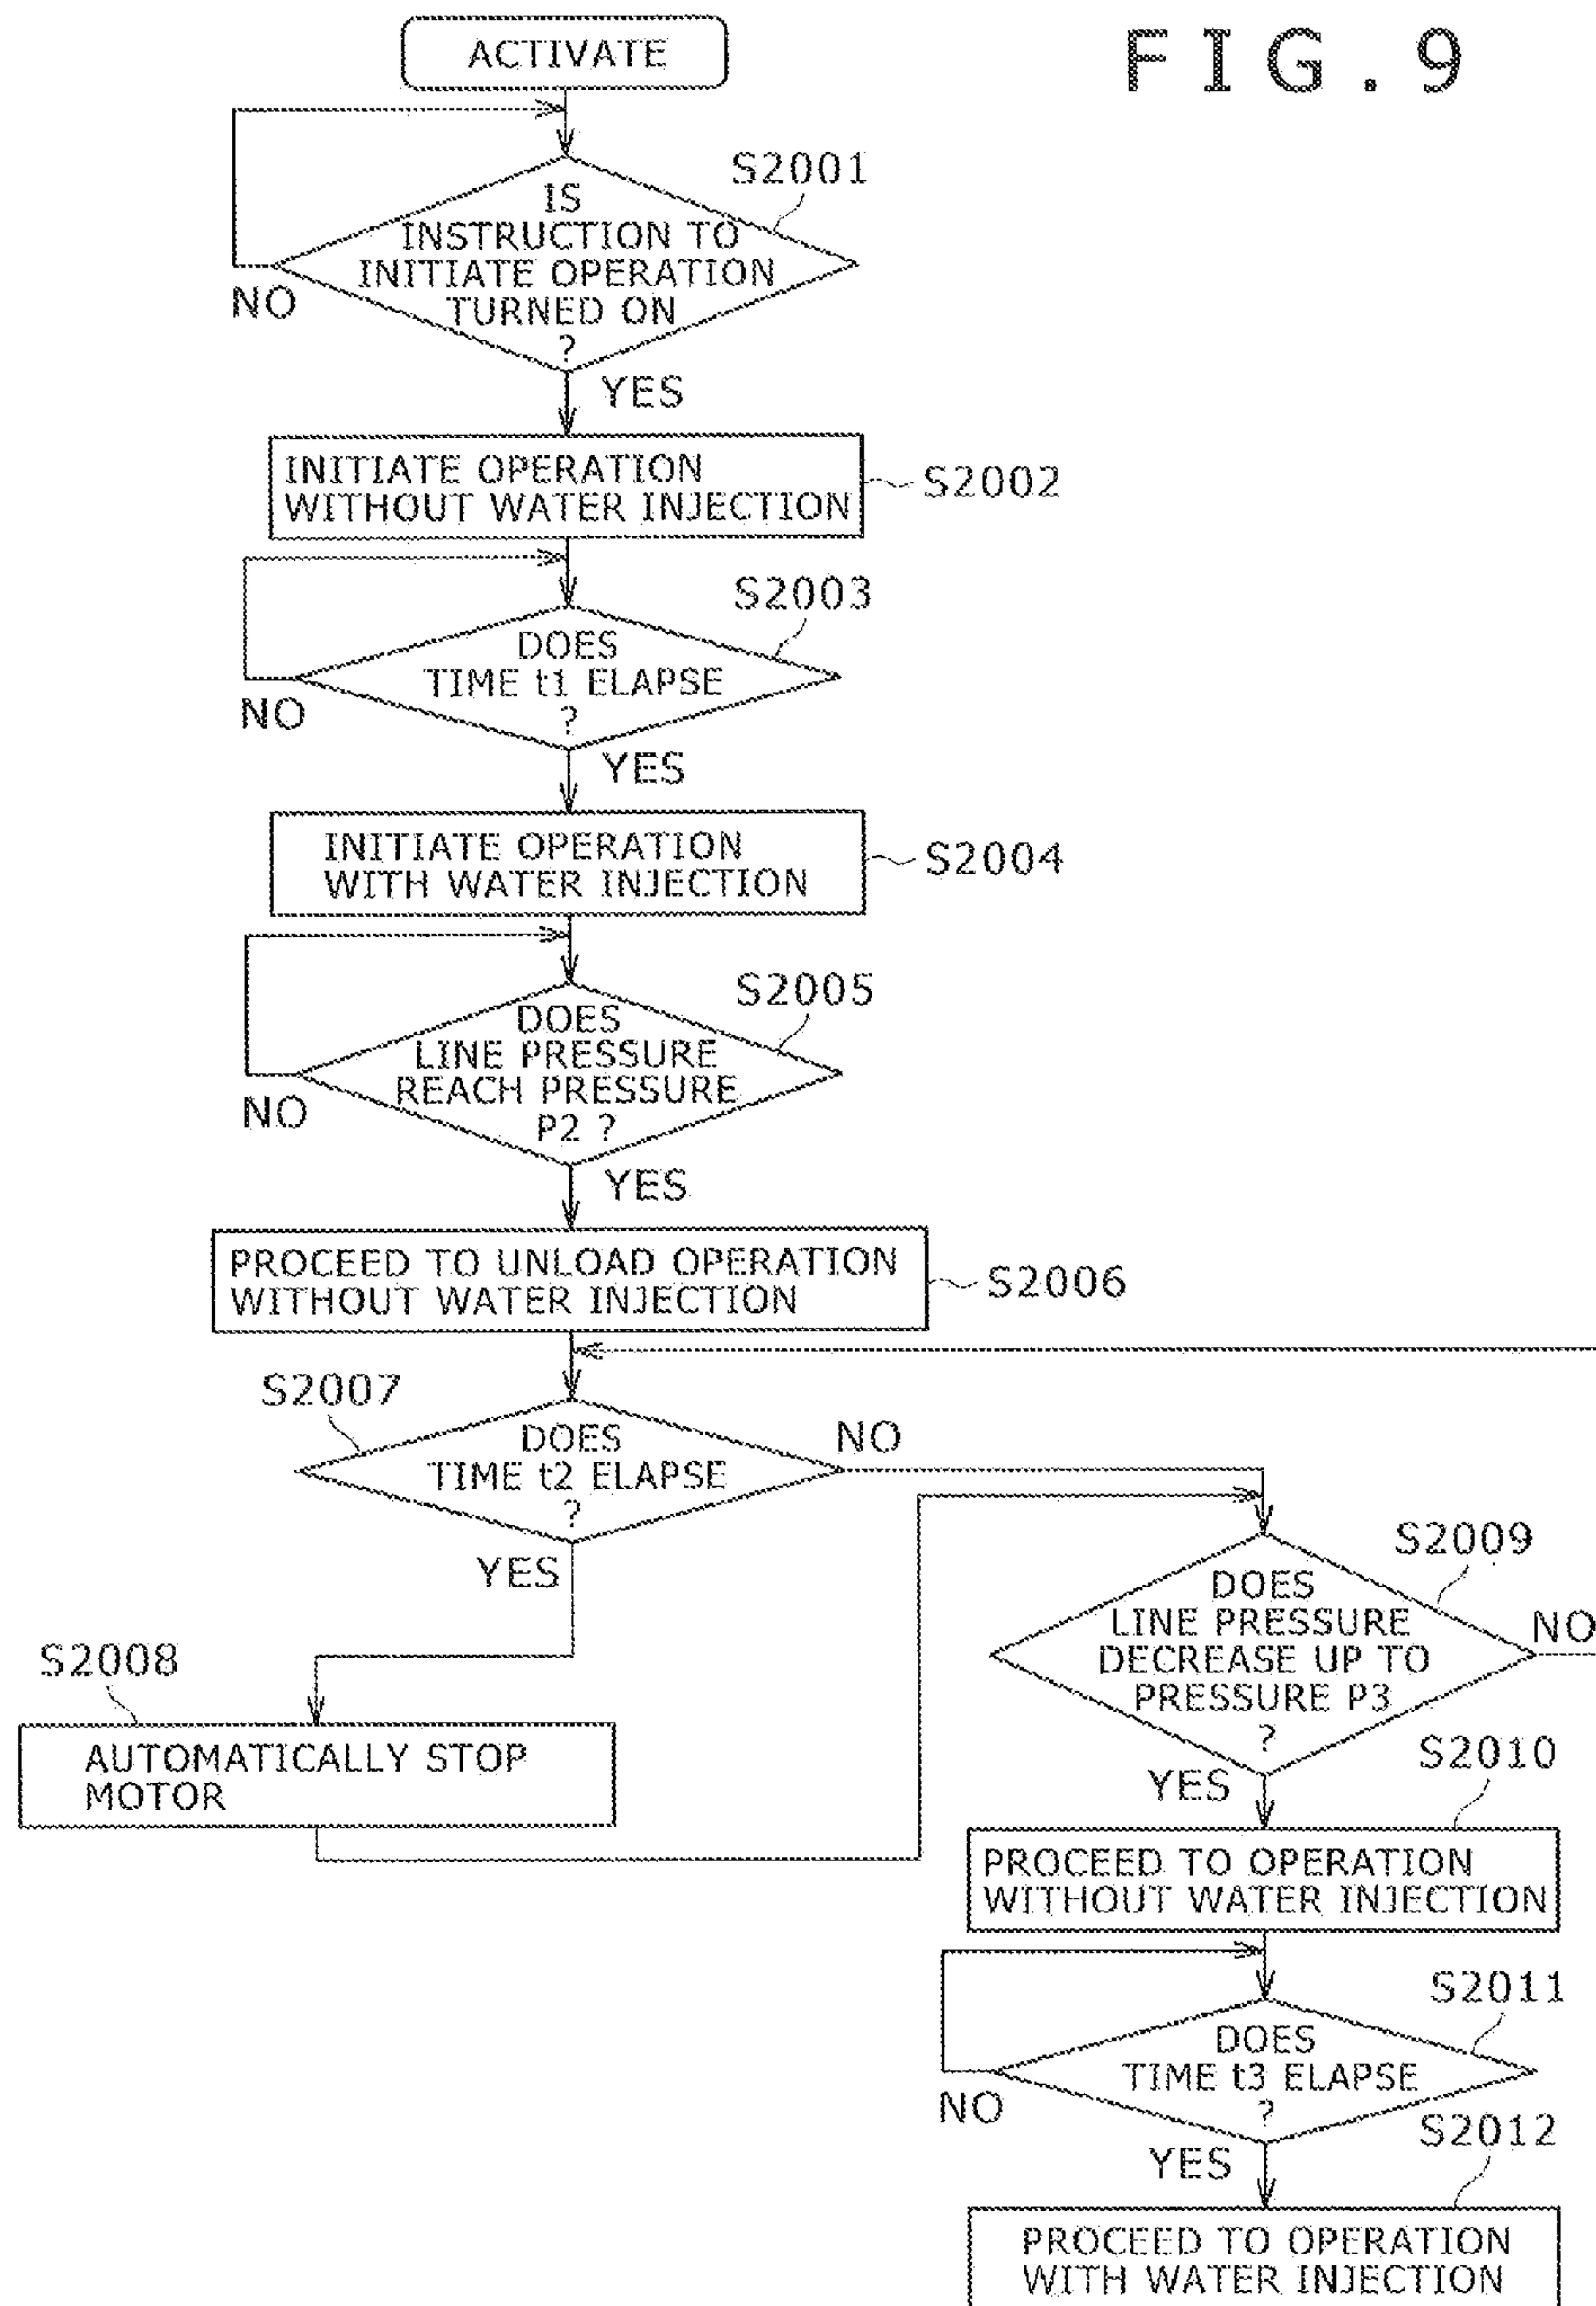 FIG.9
ACTIVATE
S2001
IS
INSTRUCTION TO
INITIATE OPERATION
TURNED ON
?
NO
YES
INITIATE OPERATION
WITHOUT WATER INJECTION
S2002
S2003
DOES
TIME t1 ELAPSE
?
NO
YES
INITIATE OPERATION
WITH WATER INJECTION
S2004
S2005
DOES
LINE PRESSURE
REACH PRESSURE
P2 ?
NO
YES
PROCEED TO UNLOAD OPERATION
WITHOUT WATER INJECTION
S2006
S2007
DOES
TIME t2 ELAPSE
?
NO
YES
S2008
AUTOMATICALLY STOP
MOTOR
S2009
DOES
LINE PRESSURE
DECREASE UP TO
PRESSURE P3
?
NO
YES
S2010
PROCEED TO OPERATION
WITHOUT WATER INJECTION
S2011
DOES
TIME t3 ELAPSE
?
NO
YES
S2012
PROCEED TO OPERATION
WITH WATER INJECTION